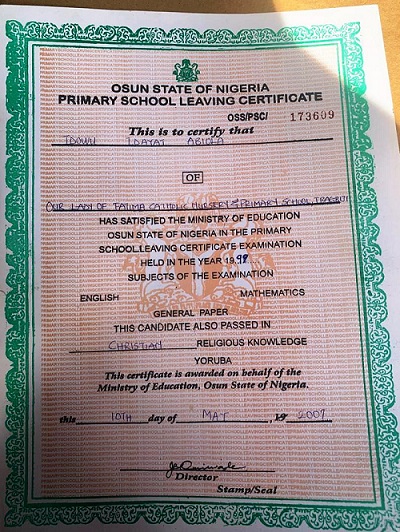 OSUN STATE OF NIGERIA
PRIMARY SCHOOL LEAVING CERTIFICATE
OSS/PSC/ 173609
This is to certify that
IDOWU IDAYAT ABIOLA
OF
OUR LADY OF FATIMA CATHOLIC NURSERY & PRIMARY SCHOOL,
HAS SATISFIED THE MINISTRY OF EDUCATION
OSUN STATE OF NIGERIA IN THE PRIMARY
SCHOOL LEAVING CERTIFICATE EXAMINATION
HELD IN THE YEAR 1998
SUBJECTS OF THE EXAMINATION
ENGLISH MATHEMATICS
GENERAL PAPER
THIS CANDIDATE ALSO PASSED IN
CHRISTIAN RELIGIOUS KNOWLEDGE
YORUBA
This certificate is awarded on behalf of the
Ministry of Education, Osun State of Nigeria.
this 10TH day of MAY 19 2007
Director
Stamp/Seal